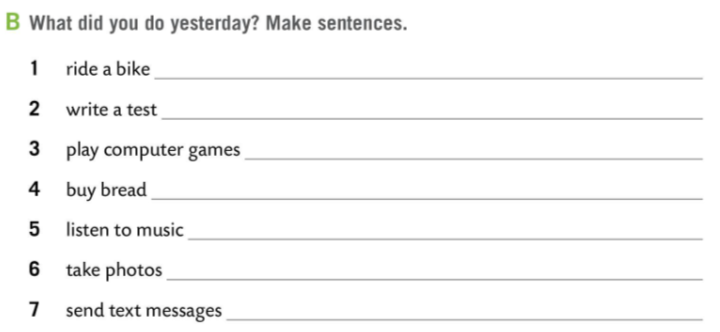 B What did you do yesterday? Make sentences.
1 ride a bike
2 write a test
3 play computer games
4 buy bread
5 listen to music
6 take photos
7 send text messages